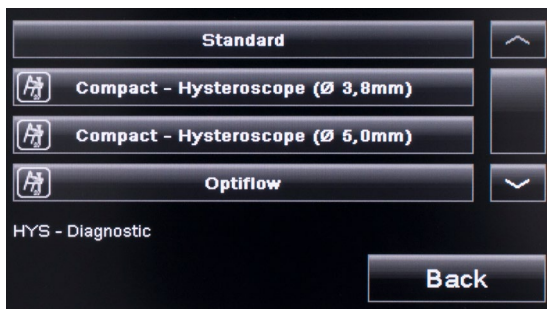 Standard
Compact - Hysteroscope (Ø 3,8mm)
Compact - Hysteroscope (Ø 5,0mm)
Optiflow
HYS - Diagnostic
Back